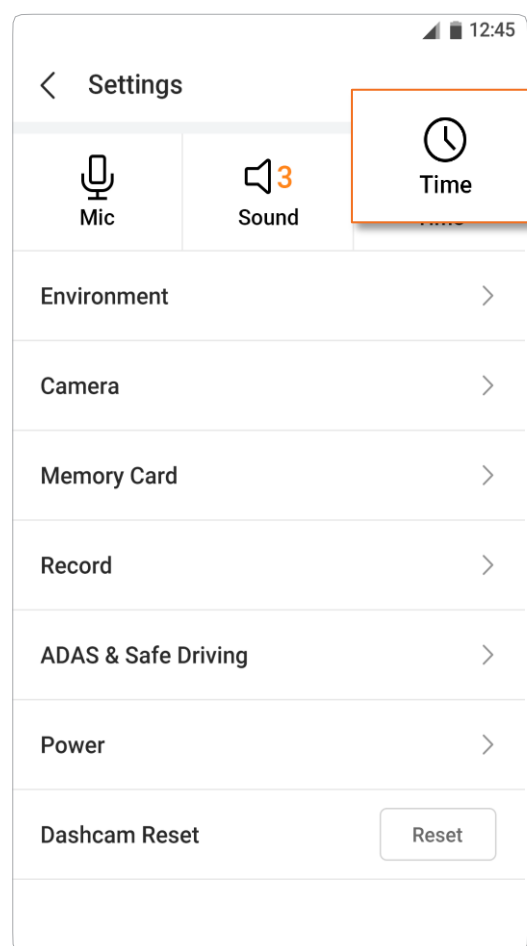 12:45
Settings
Mic
3
Sound
Time
Environment
Camera
Memory Card
Record
ADAS & Safe Driving
Power
Dashcam Reset
Reset